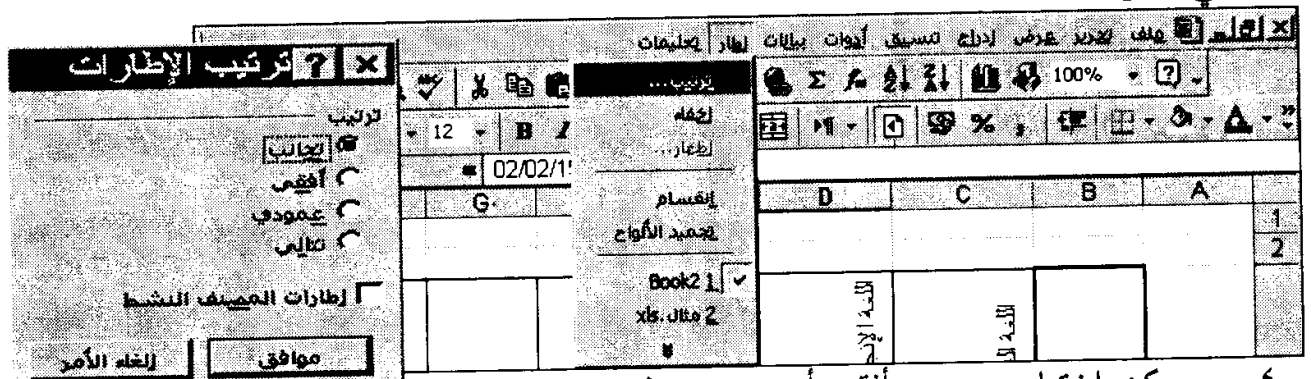 ملف تحرير عرض إدراج تنسيق أدوات بيانات إطار تعليمات
100%
12 B I
% ,
= 02/02/19
A B C D G
1
2
ترتيب...
إخفاء
إظهار...
إنقسام
تجميد الألواح
1 Book2
2 مثال.xls
ترتيب الإطارات
ترتيب
تجانب
أفقي
عمودي
تتالي
إطارات المصنف النشط
موافق
إلغاء الأمر